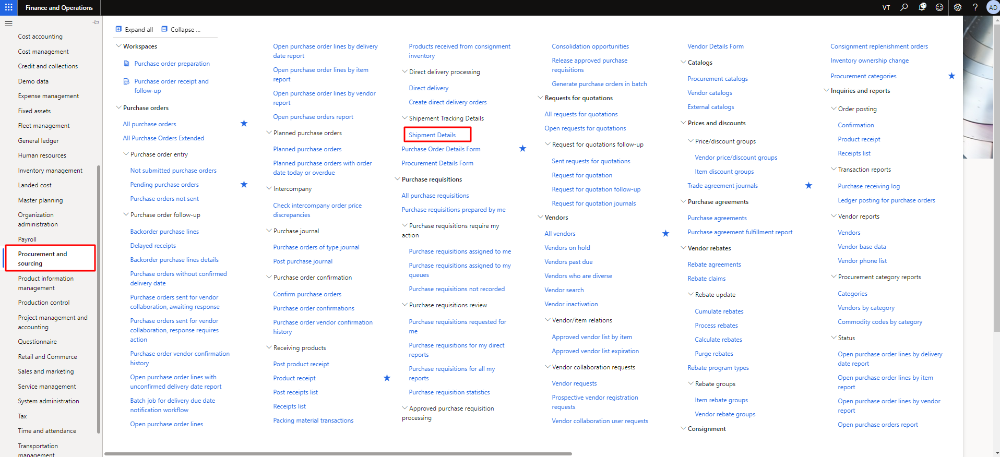 Finance and Operations
VT
31
?
AD
Cost accounting
Cost management
Credit and collections
Demo data
Expense management
Fixed assets
Fleet management
General ledger
Human resources
Inventory management
Landed cost
Master planning
Organization
administration
Payroll
Procurement and
sourcing
Product information
management
Production control
Project management and
accounting
Questionnaire
Retail and Commerce
Sales and marketing
Service management
System administration
Tax
Time and attendance
Transportation
management
Expand all
Collapse ...
Workspaces
Purchase order preparation
Purchase order receipt and
follow-up
Purchase orders
All purchase orders
All Purchase Orders Extended
Purchase order entry
Not submitted purchase orders
Pending purchase orders
Purchase orders not sent
Purchase order follow-up
Backorder purchase lines
Delayed receipts
Backorder purchase lines details
Purchase orders without confirmed
delivery date
Purchase orders sent for vendor
collaboration, awaiting response
Purchase orders sent for vendor
collaboration, response requires
action
Purchase order vendor confirmation
history
Open purchase order lines with
unconfirmed delivery date report
Batch job for delivery due date
notification workflow
Open purchase order lines
Open purchase order lines by delivery
date report
Open purchase order lines by item
report
Open purchase order lines by vendor
report
Open purchase orders report
Planned purchase orders
Planned purchase orders
Planned purchase orders with order
date today or overdue
Intercompany
Check intercompany order price
discrepancies
Purchase journal
Purchase orders of type journal
Post purchase journal
Purchase order confirmation
Confirm purchase orders
Purchase order confirmations
Purchase order vendor confirmation
history
Receiving products
Post product receipt
Product receipt
Post receipts list
Receipts list
Packing material transactions
Products received from consignment
inventory
Direct delivery processing
Direct delivery
Create direct delivery orders
Shipement Tracking Details
Shipment Details
Purchase Order Details Form
Procurement Details Form
Purchase requisitions
All purchase requisitions
Purchase requisitions prepared by me
Purchase requisitions require my
action
Purchase requisitions assigned to me
Purchase requisitions assigned to my
queues
Purchase requisitions not recorded
Purchase requisitions review
Purchase requisitions requested for
me
Purchase requisitions for my direct
reports
Purchase requisitions for all my
reports
Purchase requisition statistics
Approved purchase requisition
processing
Consolidation opportunities
Release approved purchase
requisitions
Generate purchase orders in batch
Requests for quotations
All requests for quotations
Open requests for quotations
Request for quotations follow-up
Sent requests for quotations
Request for quotation
Request for quotation follow-up
Request for quotation journals
Vendors
All vendors
Vendors on hold
Vendors past due
Vendors who are diverse
Vendor search
Vendor inactivation
Vendor/item relations
Approved vendor list by item
Approved vendor list expiration
Vendor collaboration requests
Vendor requests
Prospective vendor registration
requests
Vendor collaboration user requests
Vendor Details Form
Catalogs
Procurement catalogs
Vendor catalogs
External catalogs
Prices and discounts
Price/discount groups
Vendor price/discount groups
Item discount groups
Trade agreement journals
Purchase agreements
Purchase agreements
Purchase agreement fulfillment report
Vendor rebates
Rebate agreements
Rebate claims
Rebate update
Cumulate rebates
Process rebates
Calculate rebates
Purge rebates
Rebate program types
Rebate groups
Item rebate groups
Vendor rebate groups
Consignment
Consignment replenishment orders
Inventory ownership change
Procurement categories
Inquiries and reports
Order posting
Confirmation
Product receipt
Receipts list
Transaction reports
Purchase receiving log
Ledger posting for purchase orders
Vendor reports
Vendors
Vendor base data
Vendor phone list
Procurement category reports
Categories
Vendors by category
Commodity codes by category
Status
Open purchase order lines by delivery
date report
Open purchase order lines by item
report
Open purchase order lines by vendor
report
Open purchase orders report